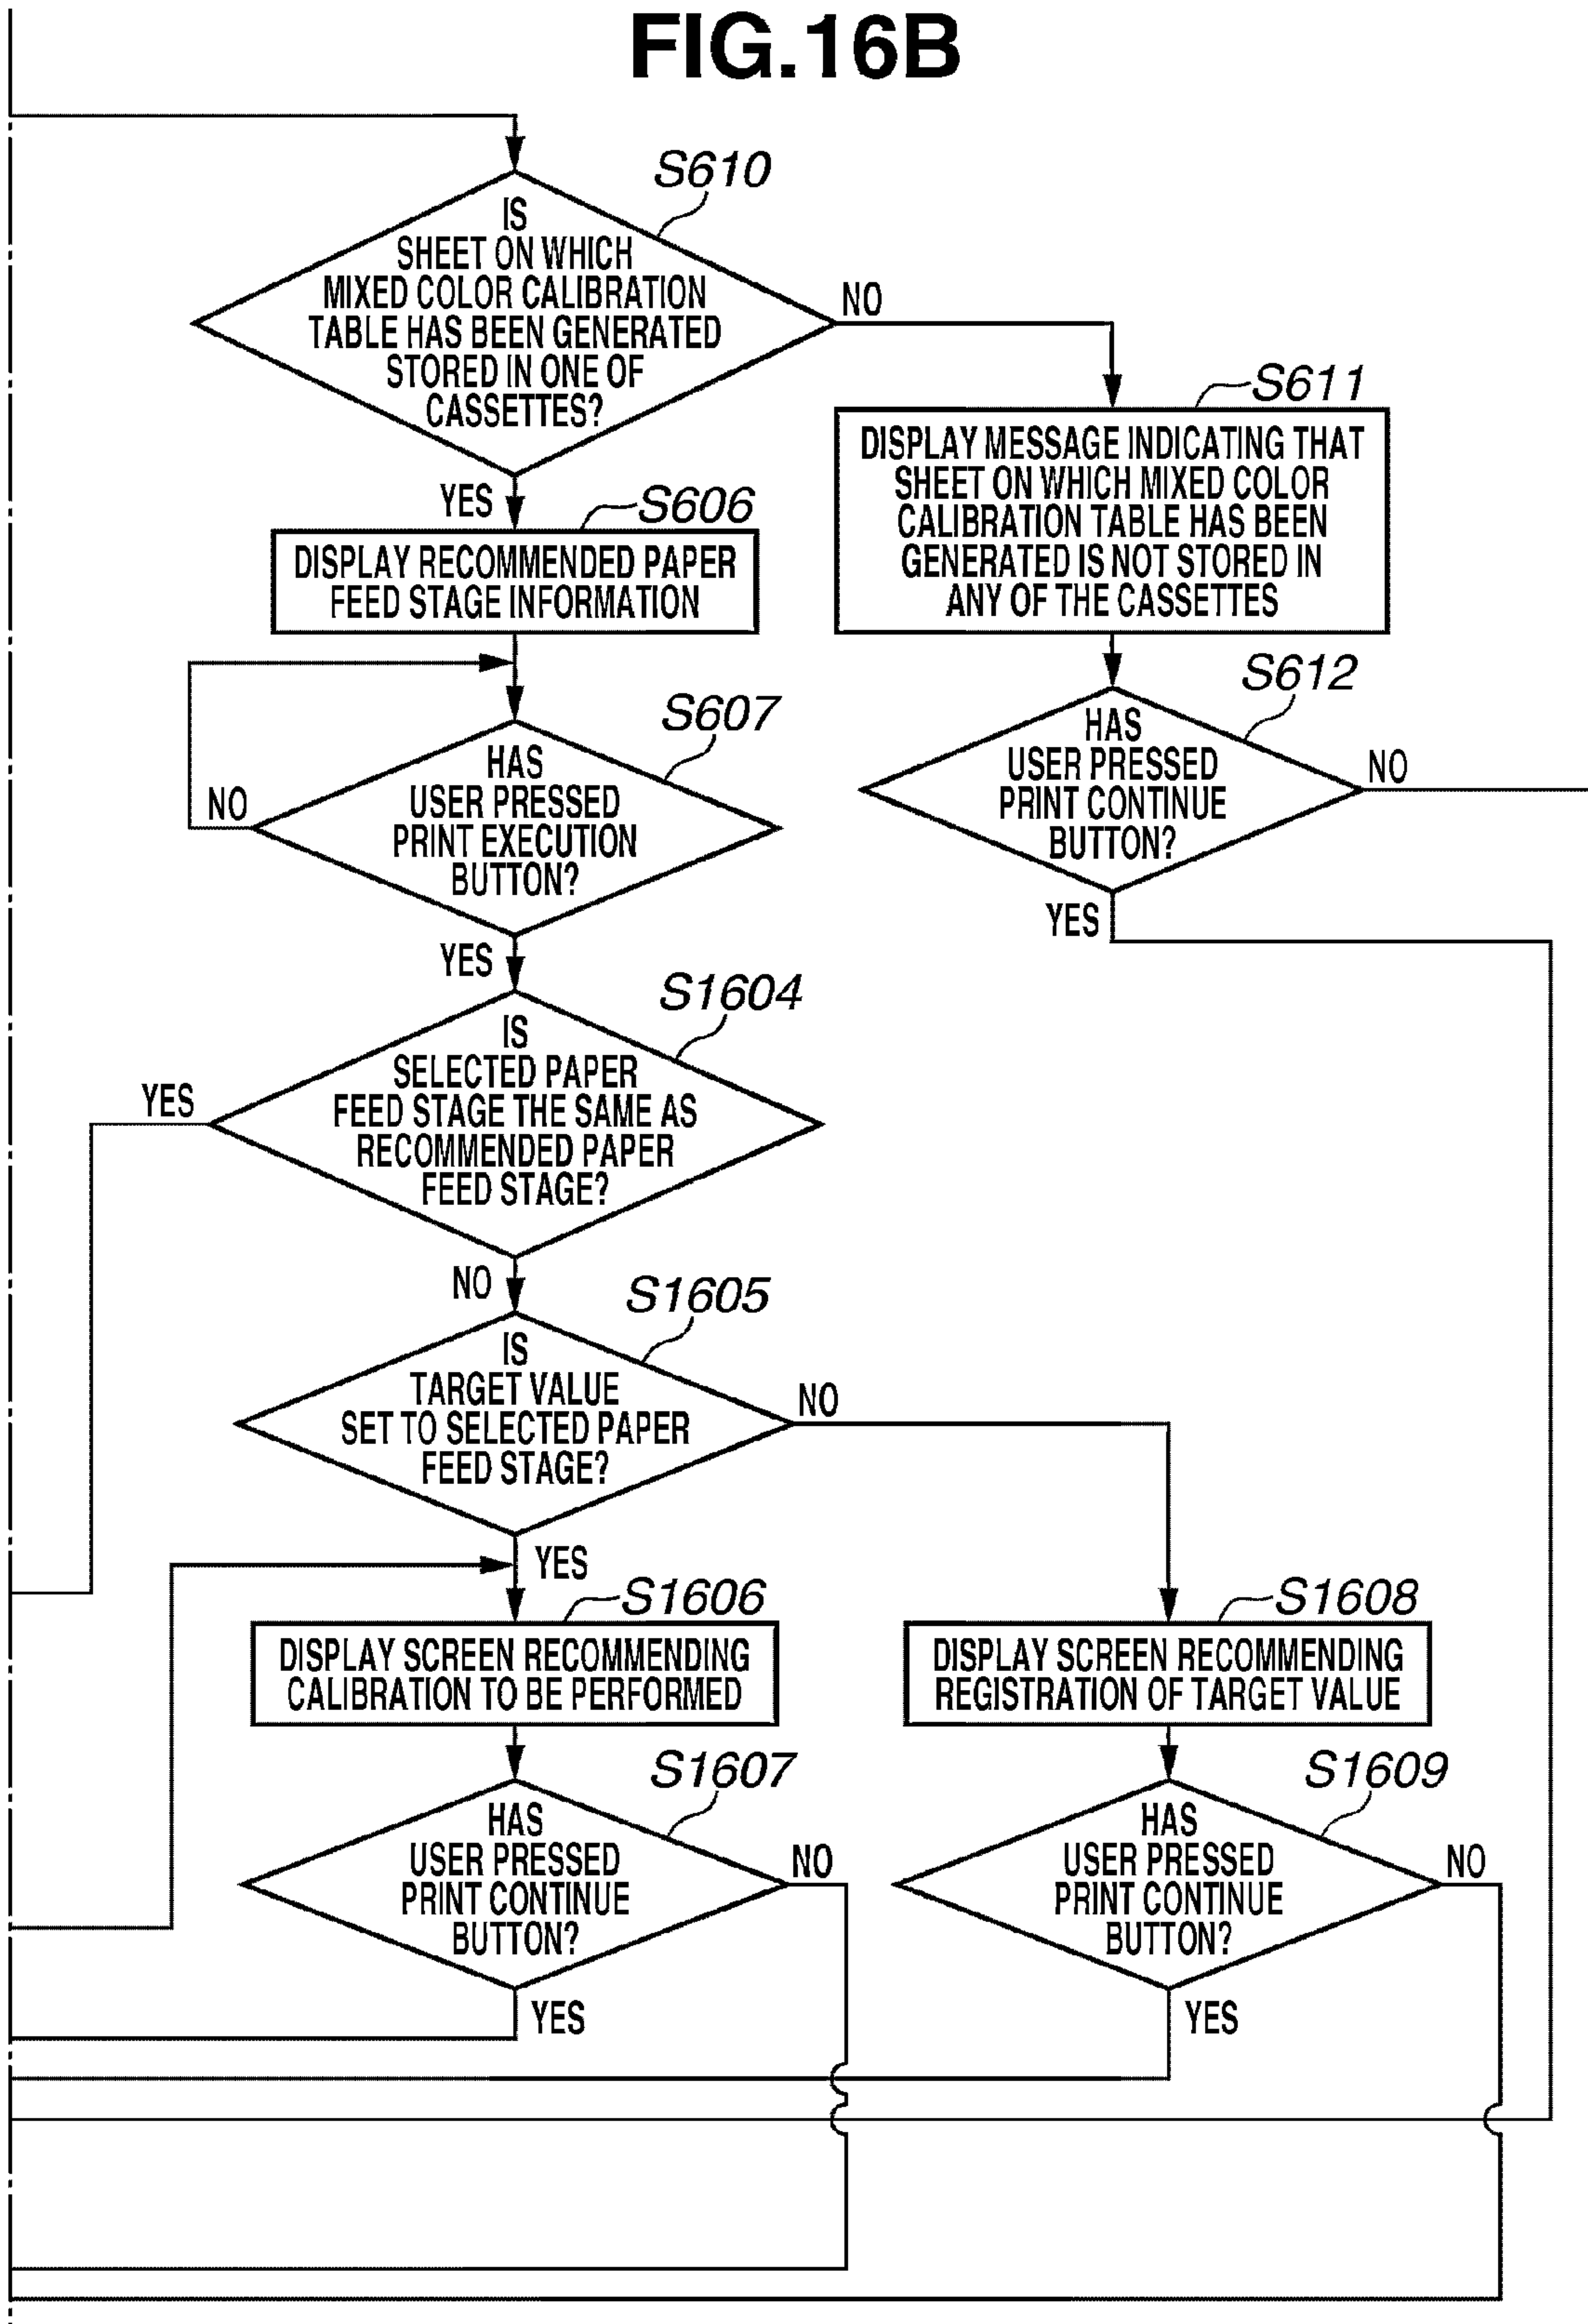 FIG.16B
S610
IS
SHEET ON WHICH
MIXED COLOR CALIBRATION
TABLE HAS BEEN GENERATED
STORED IN ONE OF
CASSETTES?
NO
YES
S611
DISPLAY MESSAGE INDICATING THAT
SHEET ON WHICH MIXED COLOR
CALIBRATION TABLE HAS BEEN
GENERATED IS NOT STORED IN
ANY OF THE CASSETTES
S606
DISPLAY RECOMMENDED PAPER
FEED STAGE INFORMATION
S612
HAS
USER PRESSED
PRINT CONTINUE
BUTTON?
NO
YES
S607
HAS
USER PRESSED
PRINT EXECUTION
BUTTON?
NO
YES
S1604
IS
SELECTED PAPER
FEED STAGE THE SAME AS
RECOMMENDED PAPER
FEED STAGE?
YES
NO
S1605
IS
TARGET VALUE
SET TO SELECTED PAPER
FEED STAGE?
NO
YES
S1606
DISPLAY SCREEN RECOMMENDING
CALIBRATION TO BE PERFORMED
S1608
DISPLAY SCREEN RECOMMENDING
REGISTRATION OF TARGET VALUE
S1607
HAS
USER PRESSED
PRINT CONTINUE
BUTTON?
NO
YES
S1609
HAS
USER PRESSED
PRINT CONTINUE
BUTTON?
NO
YES